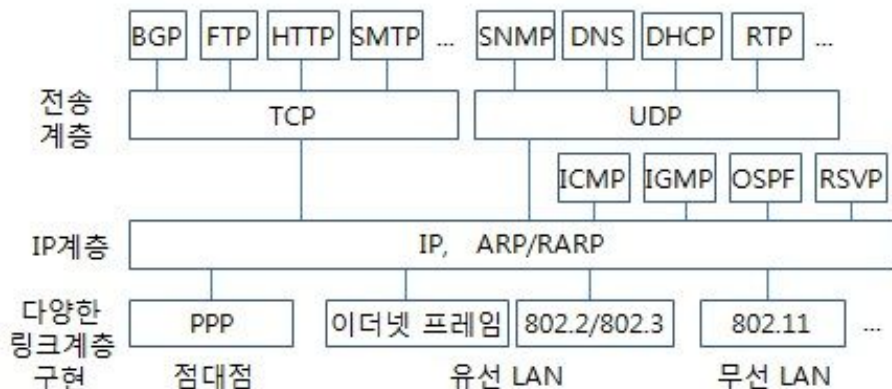 BGP FTP HTTP SMTP ... SNMP DNS DHCP RTP ...
전송
계층
TCP UDP
ICMP IGMP OSPF RSVP
IP계층 IP, ARP/RARP
다양한
링크계층
구현
PPP 이더넷 프레임 802.2/802.3 802.11 ...
점대점 유선 LAN 무선 LAN